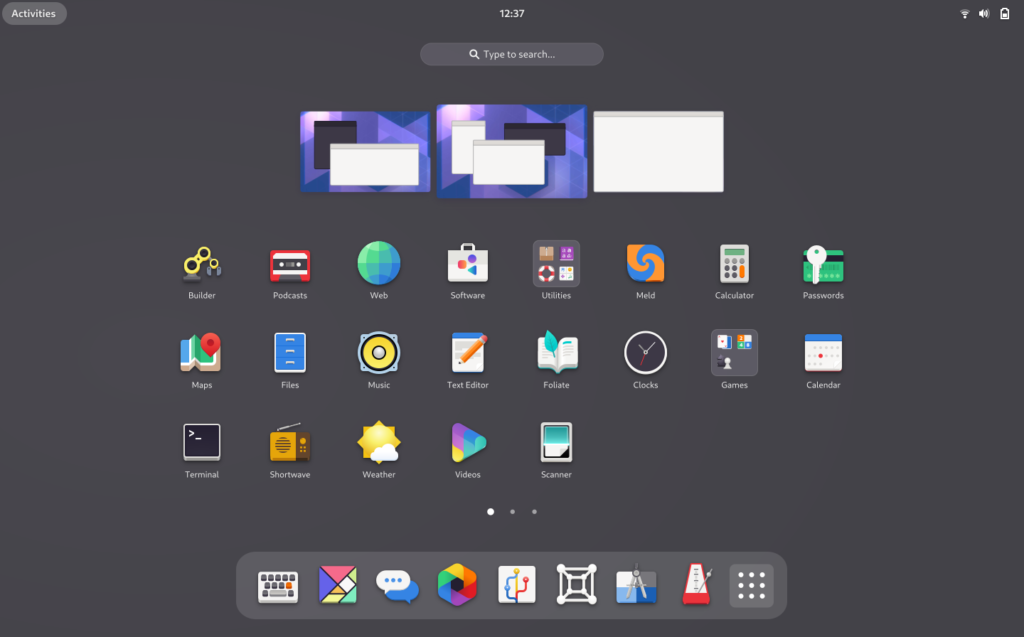 Activities
12:37
Type to search...
Builder
Podcasts
Web
Software
Utilities
Meld
Calculator
Passwords
Maps
Files
Music
Text Editor
Foliate
Clocks
Games
Calendar
>_
Terminal
Shortwave
Weather
Videos
Scanner